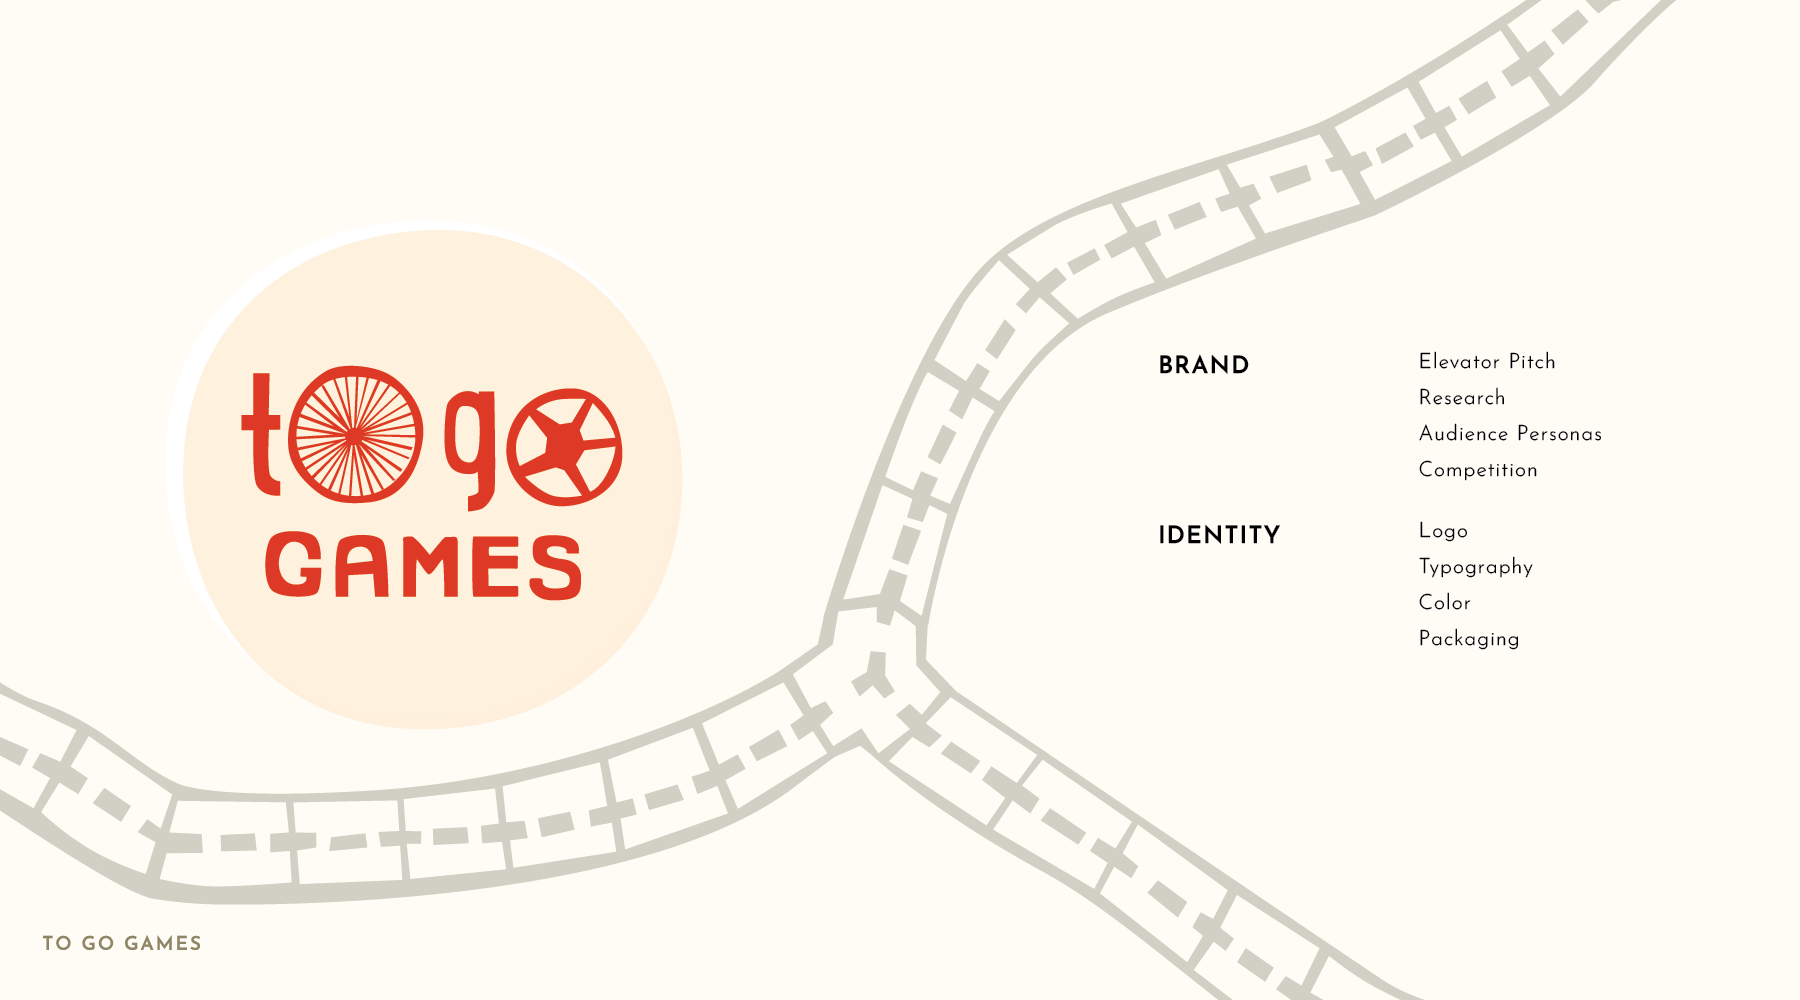 togo
GAMES
BRAND
Elevator Pitch
Research
Audience Personas
Competition
IDENTITY
Logo
Typography
Color
Packaging
TO GO GAMES